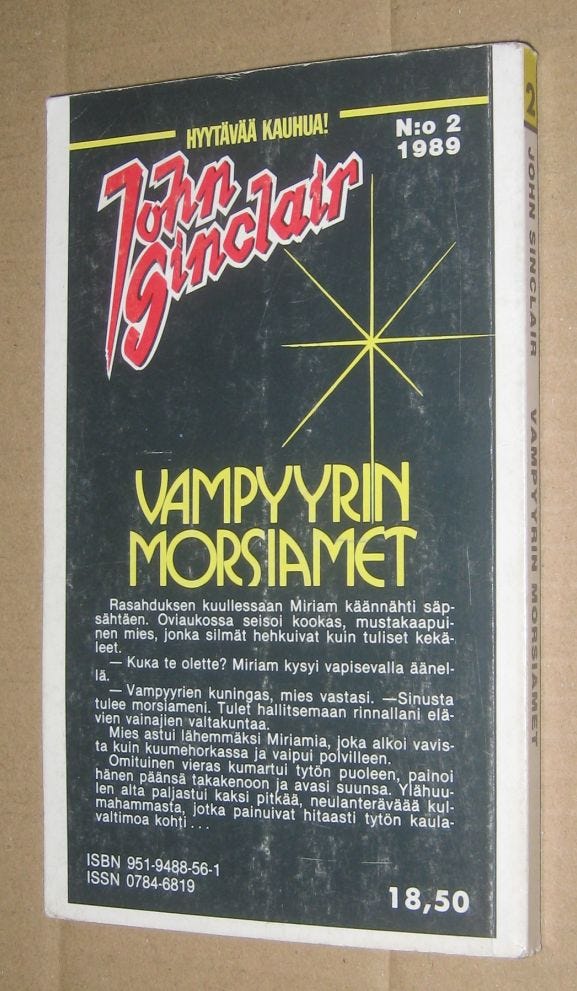 HYYTÄVÄÄ KAUHUA!
N:o 2
1989
John
Sinclair
VAMPYYRIN
MORSIAMET
Rasahduksen kuullessaan Miriam käännähti säp-
sähtäen. Oviaukossa seisoi kookas, mustakaapui-
nen mies, jonka silmät hehkuivat kuin tuliset kekä-
leet.
— Kuka te olette? Miriam kysyi vapisevalla äänel-
lä.
— Vampyyrien kuningas, mies vastasi. —Sinusta
tulee morsiameni. Tulet hallitsemaan rinnallani elä-
vien vainajien valtakuntaa.
Mies astui lähemmäksi Miriamia, joka alkoi vavis-
ta kuin kuumehorkassa ja vaipui polvilleen.
Omituinen vieras kumartui tytön puoleen, painoi
hänen päänsä takakenoon ja avasi suunsa. Ylähuu-
len alta paljastui kaksi pitkää, neulanteräväää kul-
mahammasta, jotka painuivat hitaasti tytön kaula-
valtimoa kohti . . .
ISBN 951-9488-56-1
ISSN 0784-6819
18,50
2 JOHN SINCLAIR VAMPYYRIN MORSIAMET